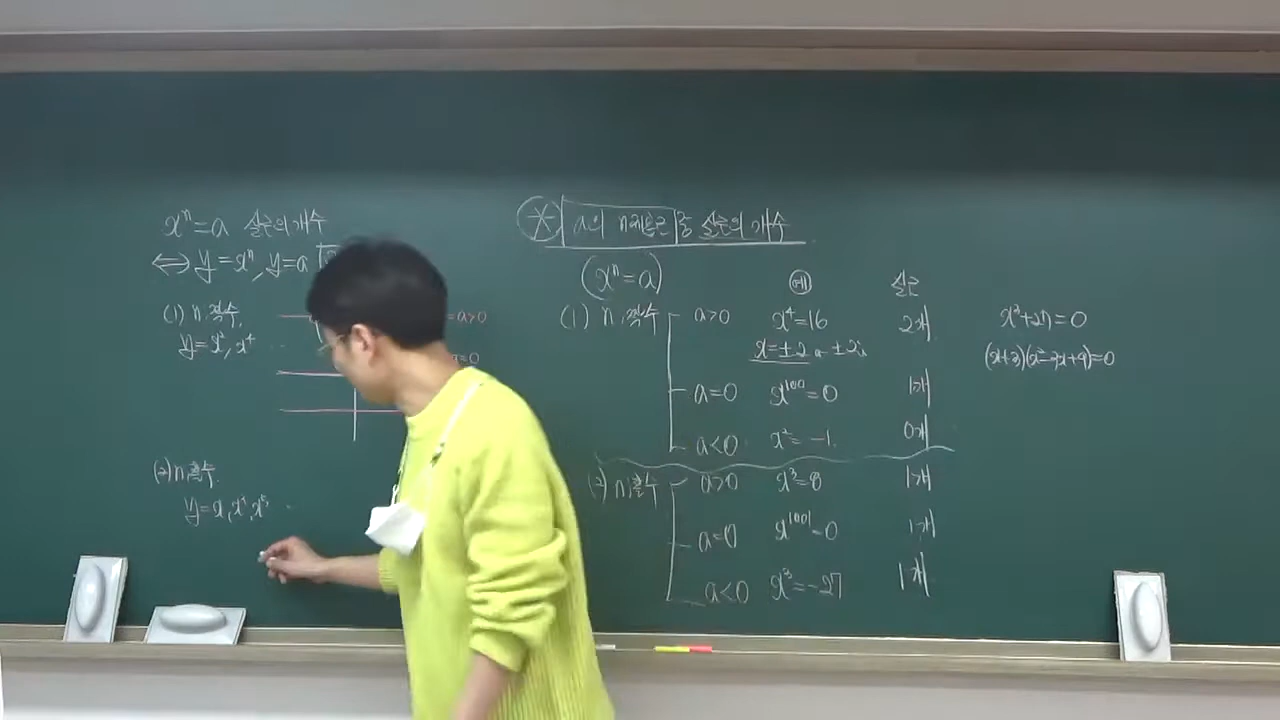 xⁿ=a 실근의 개수
⟺ y=xⁿ, y=a
(1) n:짝수.
y=x², x⁴ ...
=a>0
a=0
(2) n:홀수
y=x, x³, x⁵ ...
※ a의 n제곱근 중 실근의 개수
(xⁿ=a)
예 실근
(1) n:짝수 a>0 x⁴=16 2개
x=±2 or ±2i
a=0 x¹⁰⁰=0 1개
a<0 x²=-1. 0개
(2) n:홀수 a>0 x³=8 1개
a=0 x¹⁰¹=0 1개
a<0 x³=-27 1개
x³+27=0
(x+3)(x²-3x+9)=0